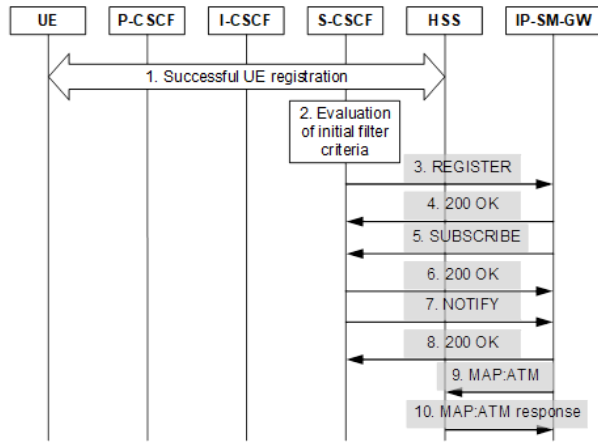 UE P-CSCF I-CSCF S-CSCF HSS IP-SM-GW
1. Successful UE registration
2. Evaluation
of initial filter
criteria
3. REGISTER
4. 200 OK
5. SUBSCRIBE
6. 200 OK
7. NOTIFY
8. 200 OK
9. MAP:ATM
10. MAP:ATM response